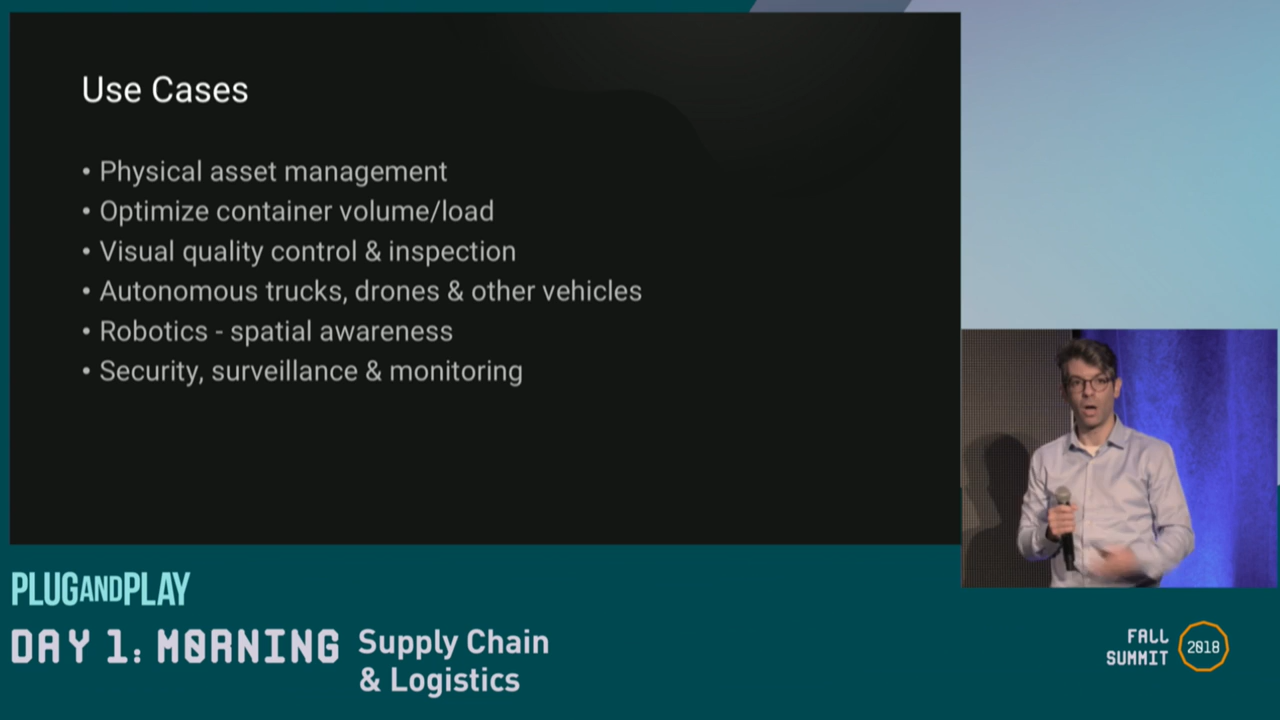 Use Cases
• Physical asset management
• Optimize container volume/load
• Visual quality control & inspection
• Autonomous trucks, drones & other vehicles
• Robotics - spatial awareness
• Security, surveillance & monitoring
PLUGANDPLAY
DAY 1: MORNING
Supply Chain
& Logistics
FALL
SUMMIT
2018